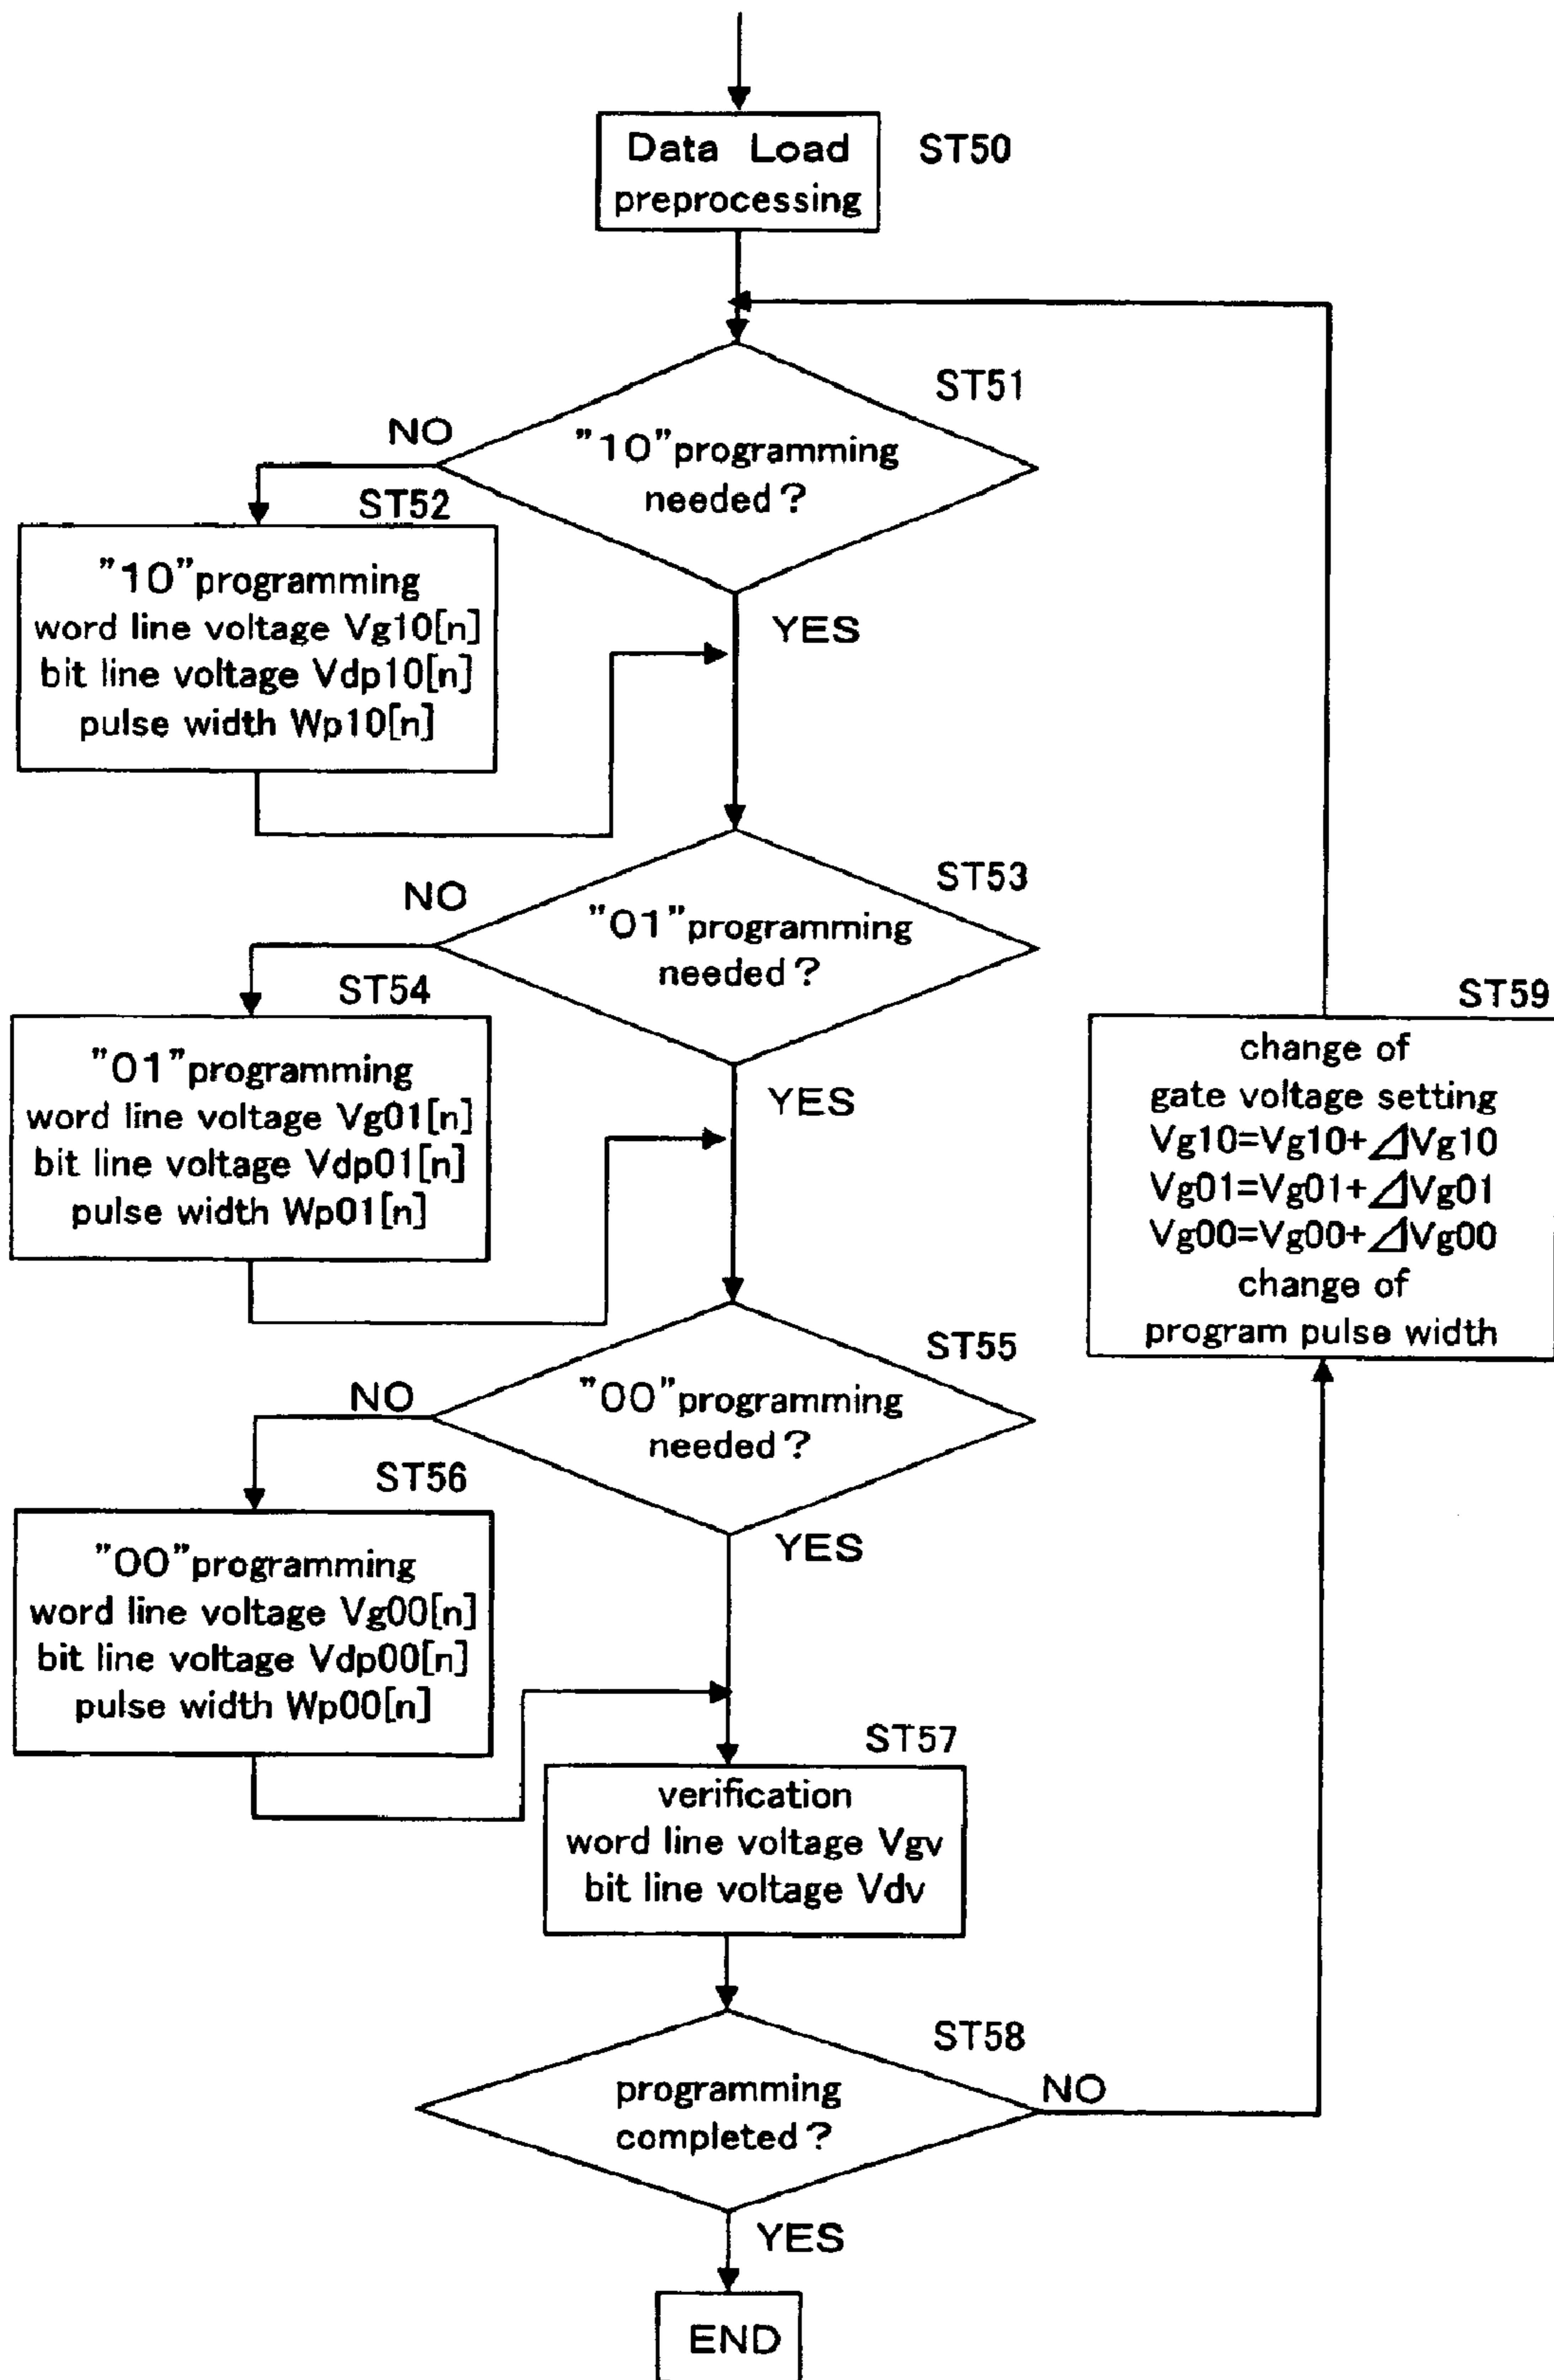 Data Load
preprocessing
ST50
ST51
NO
"10"programming
needed?
ST52
"10"programming
word line voltage Vg10[n]
bit line voltage Vdp10[n]
pulse width Wp10[n]
YES
ST53
NO
"01"programming
needed?
ST54
"01"programming
word line voltage Vg01[n]
bit line voltage Vdp01[n]
pulse width Wp01[n]
YES
ST59
change of
gate voltage setting
Vg10=Vg10+⊿Vg10
Vg01=Vg01+⊿Vg01
Vg00=Vg00+⊿Vg00
change of
program pulse width
ST55
NO
"00"programming
needed?
ST56
"00"programming
word line voltage Vg00[n]
bit line voltage Vdp00[n]
pulse width Wp00[n]
YES
ST57
verification
word line voltage Vgv
bit line voltage Vdv
ST58
programming
completed?
NO
YES
END